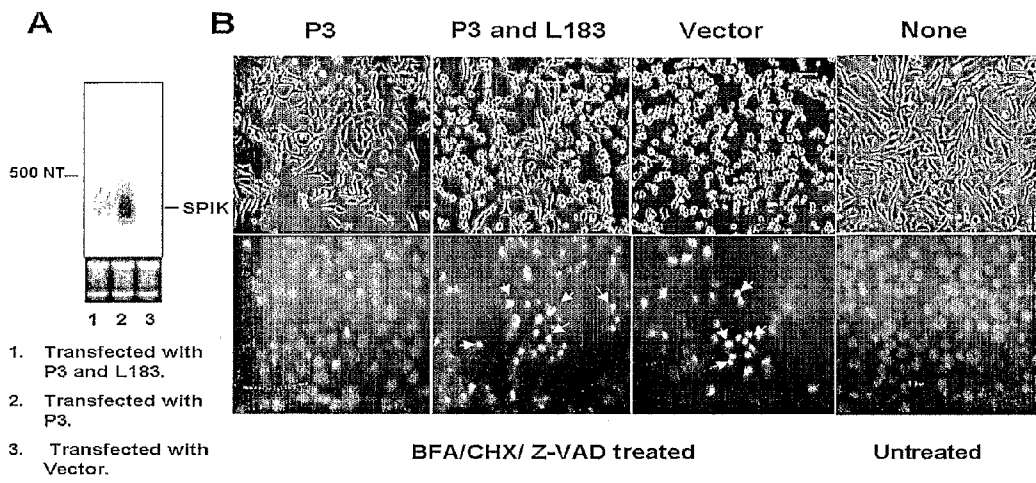 A
B
P3
P3 and L183
Vector
None
500 NT
SPIK
1 2 3
1. Transfected with
P3 and L183.
2. Transfected with
P3.
3. Transfected with
Vector.
BFA/CHX/ Z-VAD treated
Untreated